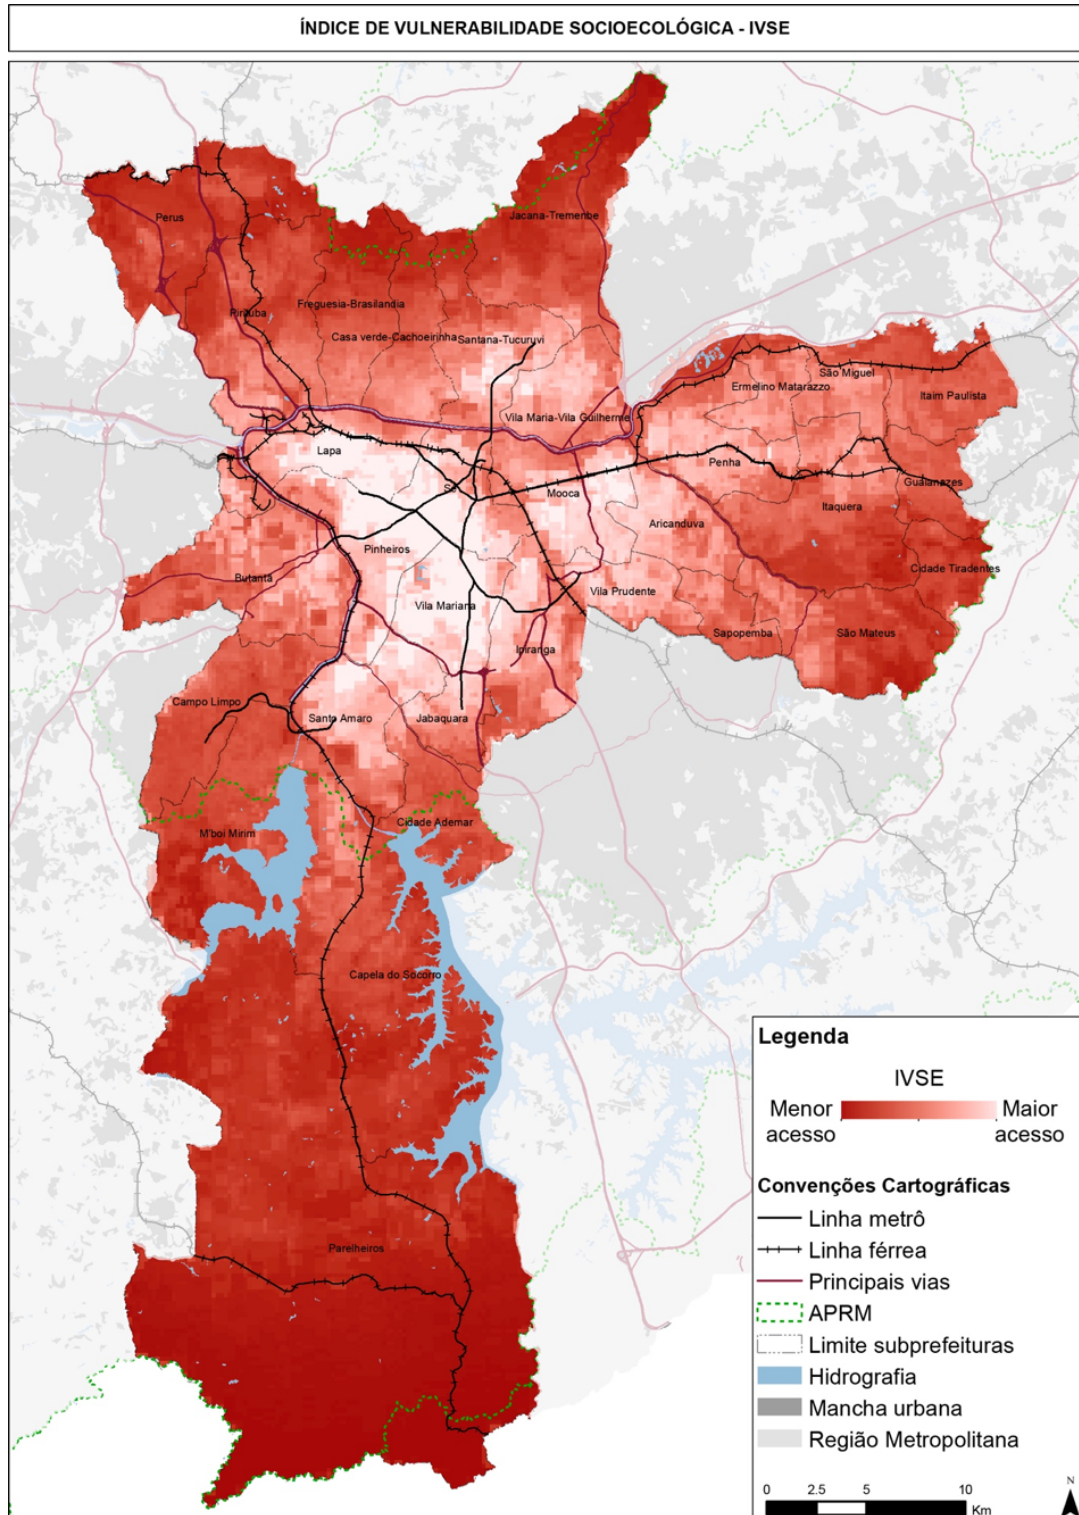 ÍNDICE DE VULNERABILIDADE SOCIOECOLÓGICA - IVSE
Perus
Jacana-Tremenbe
Freguesia-Brasilandia
Pirituba
Casa verde-Cachoeirinha
Santana-Tucuruvi
São Miguel
Ermelino Matarazzo
Itaim Paulista
Vila Maria-Vila Guilherme
Lapa
Penha
Sé
Mooca
Guaianazes
Itaquera
Aricanduva
Pinheiros
Cidade Tiradentes
Butantã
Vila Prudente
Vila Mariana
Sapopemba
São Mateus
Ipiranga
Campo Limpo
Santo Amaro
Jabaquara
Cidade Ademar
M'boi Mirim
Capela do Socorro
Parelheiros
Legenda
IVSE
Menor acesso
Maior acesso
Convenções Cartográficas
Linha metrô
Linha férrea
Principais vias
APRM
Limite subprefeituras
Hidrografia
Mancha urbana
Região Metropolitana
N
0 2.5 5 10
Km